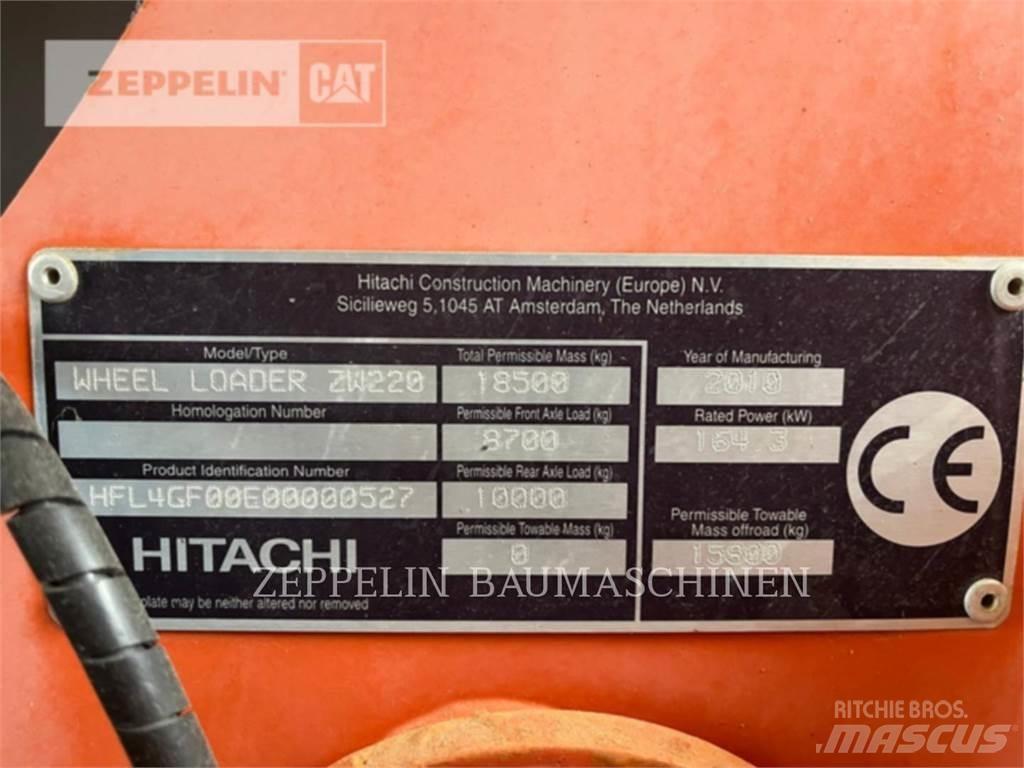 ZEPPELIN CAT
Hitachi Construction Machinery (Europe) N.V.
Sicilieweg 5,1045 AT Amsterdam, The Netherlands
Model/Type
WHEEL LOADER ZW220
Homologation Number
Product Identification Number
HFL4GF00E00000527
HITACHI
plate may be neither altered nor removed
Total Permissible Mass (kg)
18500
Permissible Front Axle Load (kg)
8700
Permissible Rear Axle Load (kg)
10000
Permissible Towable Mass (kg)
0
Year of Manufacturing
2010
Rated Power (kW)
164.3
Permissible Towable
Mass offroad (kg)
15800
CE
ZEPPELIN BAUMASCHINEN
RITCHIE BROS.
MASCUS